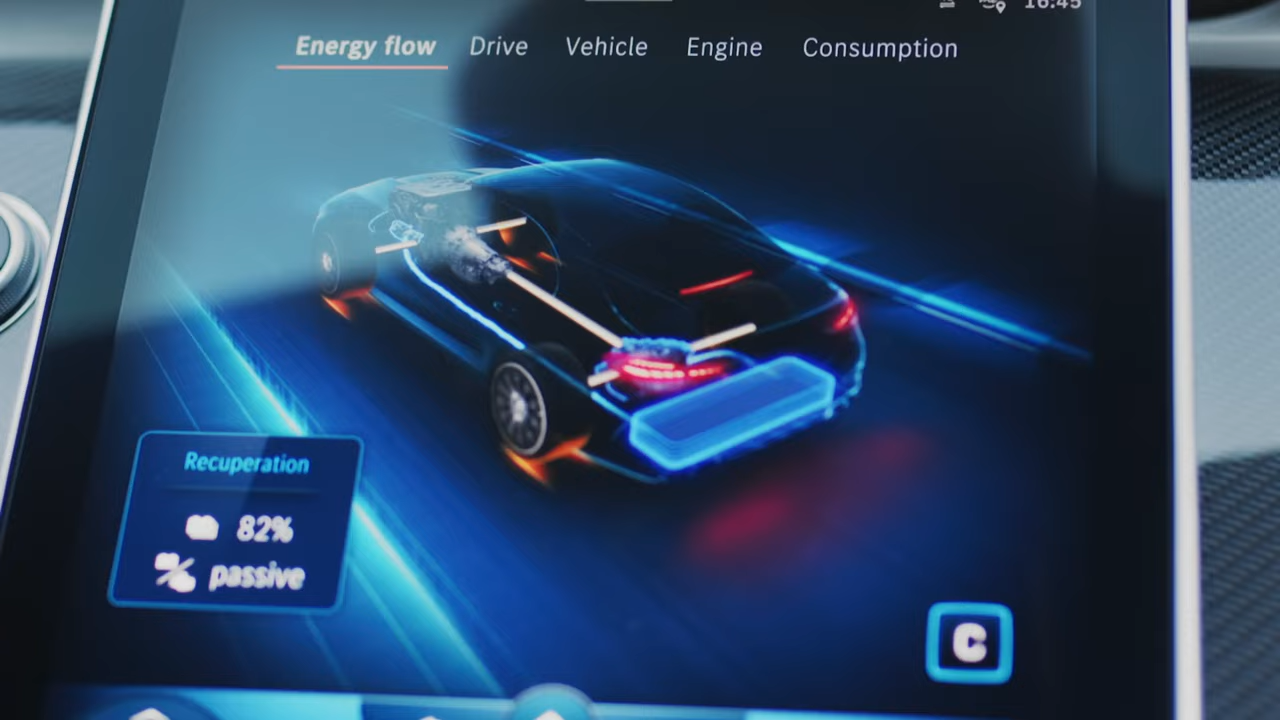 16:45
Energy flow Drive Vehicle Engine Consumption
Recuperation
82%
passive
C